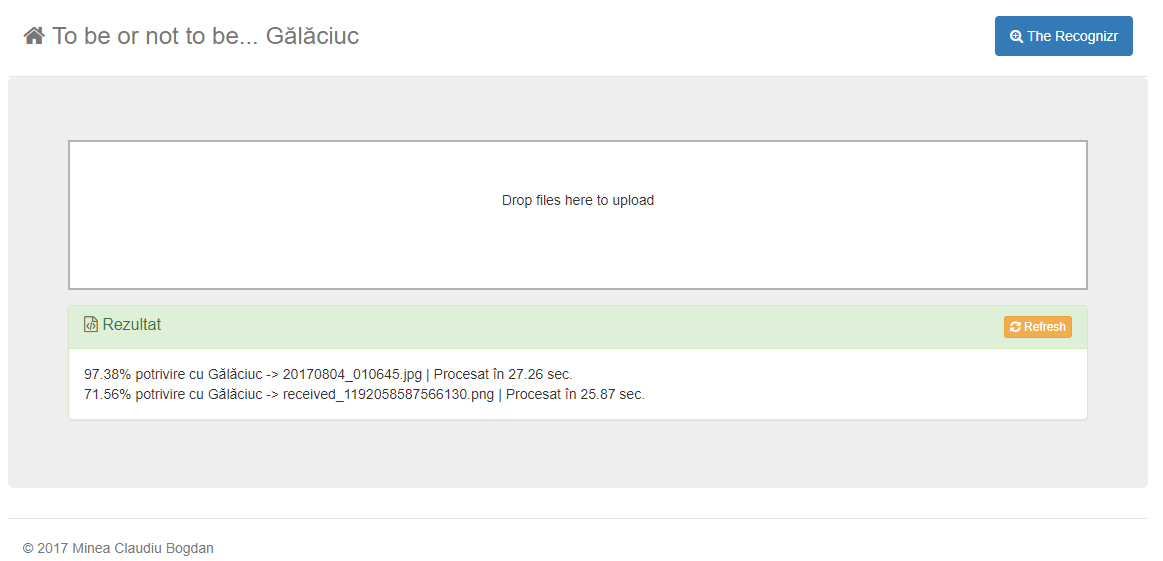 To be or not to be... Gălăciuc
The Recognizr
Drop files here to upload
Rezultat
Refresh
97.38% potrivire cu Gălăciuc -> 20170804_010645.jpg | Procesat în 27.26 sec.
71.56% potrivire cu Gălăciuc -> received_1192058587566130.png | Procesat în 25.87 sec.
© 2017 Minea Claudiu Bogdan